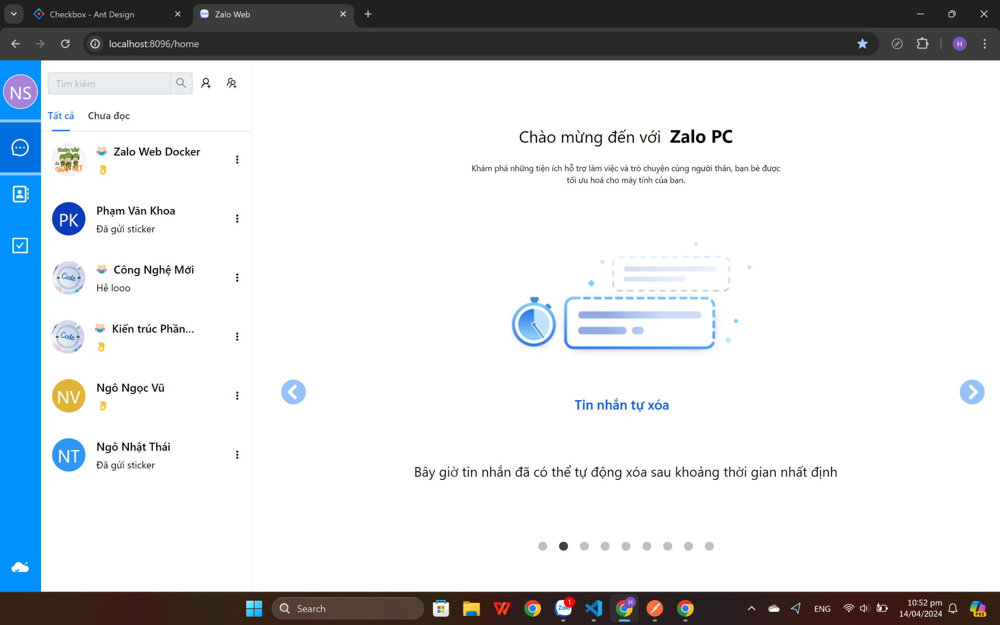 Checkbox - Ant Design
Zalo Web
localhost:8096/home
H
NS
Tìm kiếm
Tất cả
Chưa đọc
Zalo Web Docker
PK
Phạm Văn Khoa
Đã gửi sticker
Code
Công Nghệ Mới
Hê looo
Code
Kiến trúc Phần...
NV
Ngô Ngọc Vũ
NT
Ngô Nhật Thái
Đã gửi sticker
Chào mừng đến với Zalo PC
Khám phá những tiện ích hỗ trợ làm việc và trò chuyện cùng người thân, bạn bè được
tối ưu hoá cho máy tính của bạn.
Tin nhắn tự xóa
Bây giờ tin nhắn đã có thể tự động xóa sau khoảng thời gian nhất định
Search
Zalo
1
H
ENG
10:52 pm
14/04/2024
PRE